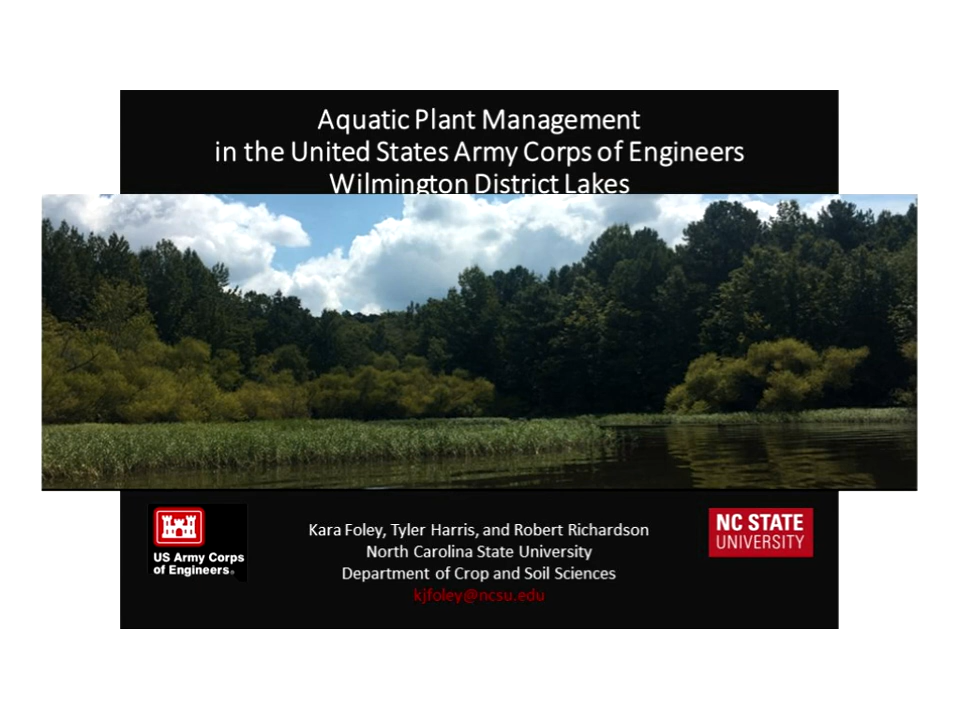 Aquatic Plant Management
in the United States Army Corps of Engineers
Wilmington District Lakes
Kara Foley, Tyler Harris, and Robert Richardson
North Carolina State University
Department of Crop and Soil Sciences
kjfoley@ncsu.edu
US Army Corps
of Engineers®
NC STATE
UNIVERSITY